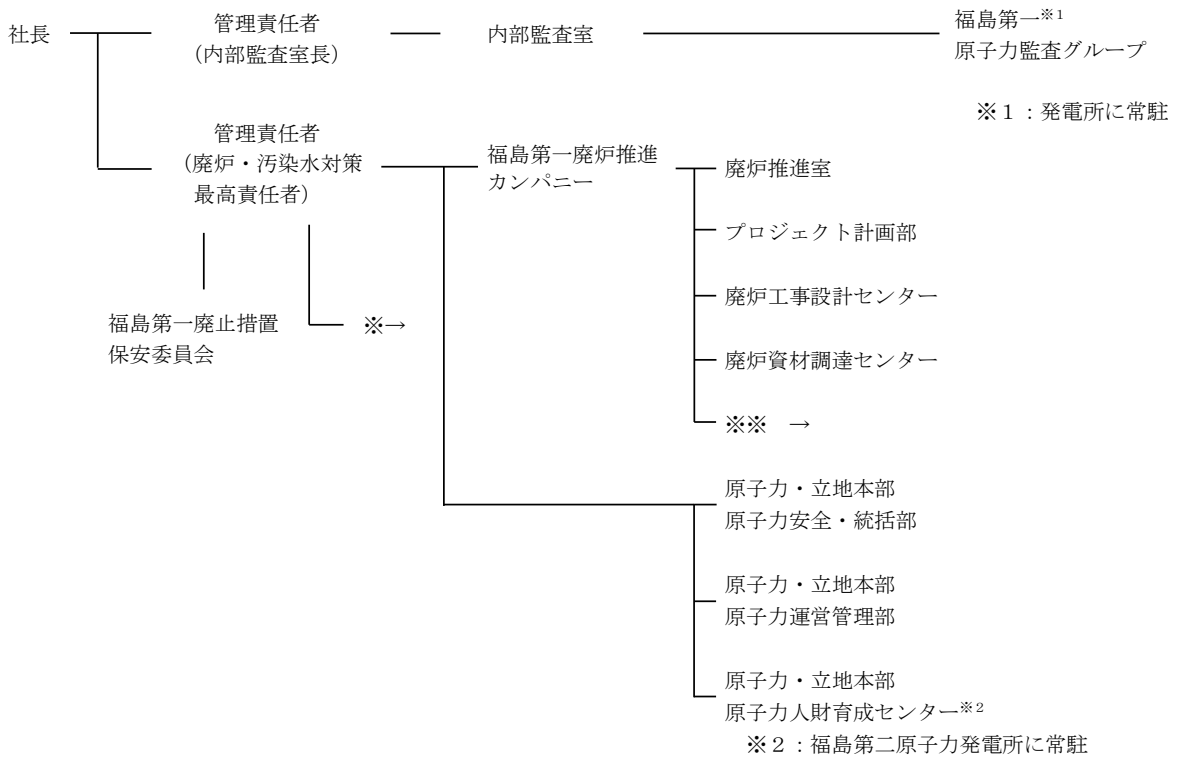 社長
管理責任者
(内部監査室長)
内部監査室
福島第一※1
原子力監査グループ
※1:発電所に常駐
管理責任者
(廃炉・汚染水対策
最高責任者)
福島第一廃炉推進
カンパニー
廃炉推進室
プロジェクト計画部
廃炉工事設計センター
廃炉資材調達センター
※※ →
福島第一廃止措置
保安委員会
※→
原子力・立地本部
原子力安全・統括部
原子力・立地本部
原子力運営管理部
原子力・立地本部
原子力人財育成センター※2
※2:福島第二原子力発電所に常駐